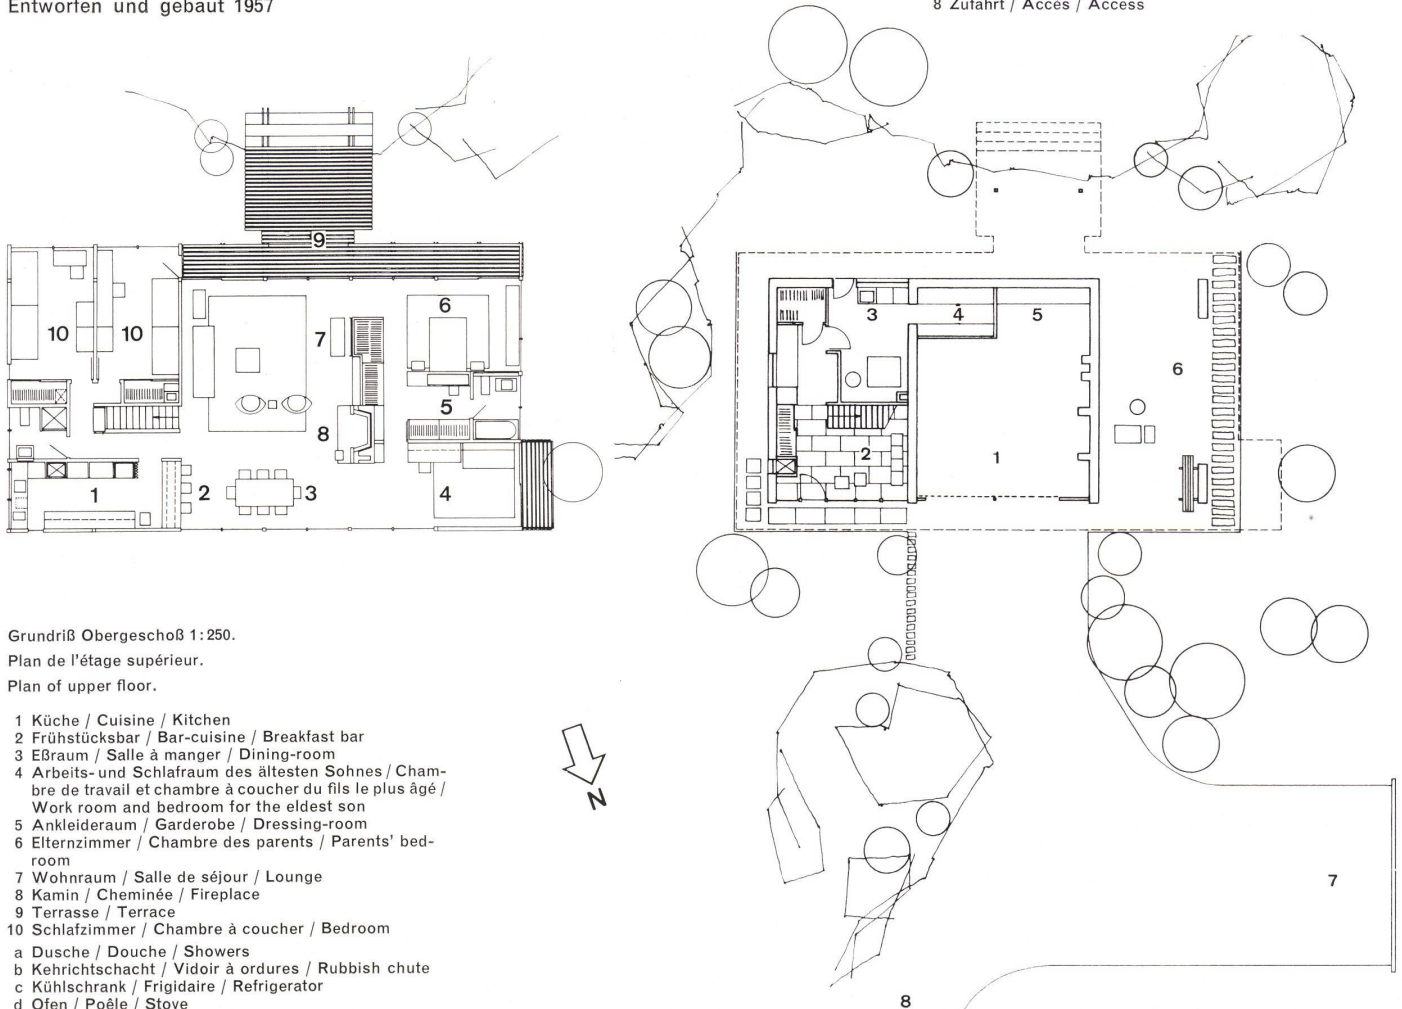 Entworfen und gebaut 1957
8 Zufahrt / Accès / Access
9
10
10
7
6
5
8
1
2
3
4
3
4
5
6
2
1
7
8
N
Grundriß Obergeschoß 1:250.
Plan de l'étage supérieur.
Plan of upper floor.
1 Küche / Cuisine / Kitchen
2 Frühstücksbar / Bar-cuisine / Breakfast bar
3 Eßraum / Salle à manger / Dining-room
4 Arbeits- und Schlafraum des ältesten Sohnes / Cham-
bre de travail et chambre à coucher du fils le plus âgé /
Work room and bedroom for the eldest son
5 Ankleideraum / Garderobe / Dressing-room
6 Elternzimmer / Chambre des parents / Parents' bed-
room
7 Wohnraum / Salle de séjour / Lounge
8 Kamin / Cheminée / Fireplace
9 Terrasse / Terrace
10 Schlafzimmer / Chambre à coucher / Bedroom
a Dusche / Douche / Showers
b Kehrichtschacht / Vidoir à ordures / Rubbish chute
c Kühlschrank / Frigidaire / Refrigerator
d Ofen / Poêle / Stove